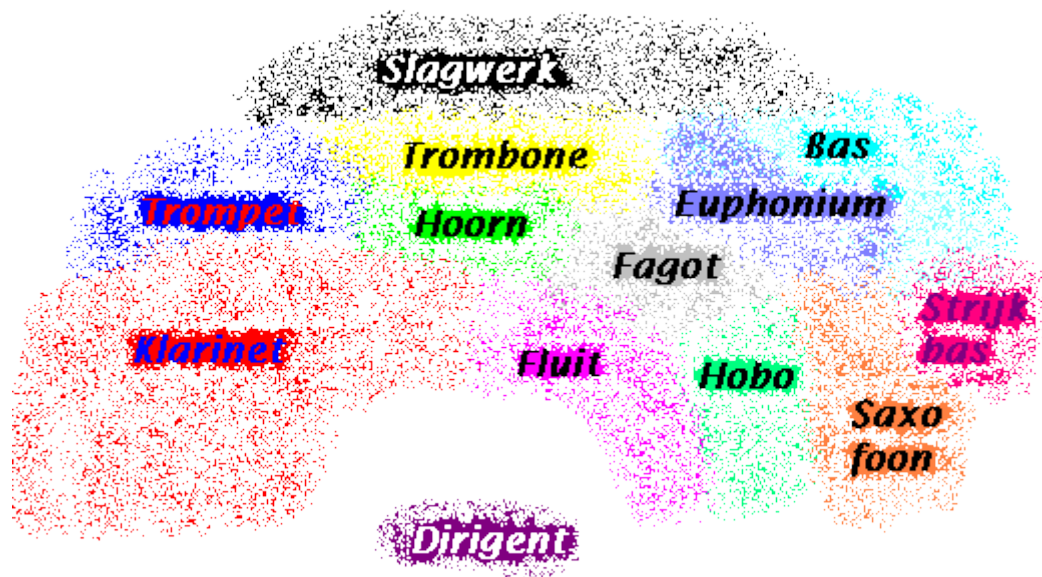 Slagwerk
Bas
Trombone
Trompet
Euphonium
Hoorn
Fagot
Strijk
bas
Klarinet
Fluit
Hobo
Saxo
foon
Dirigent